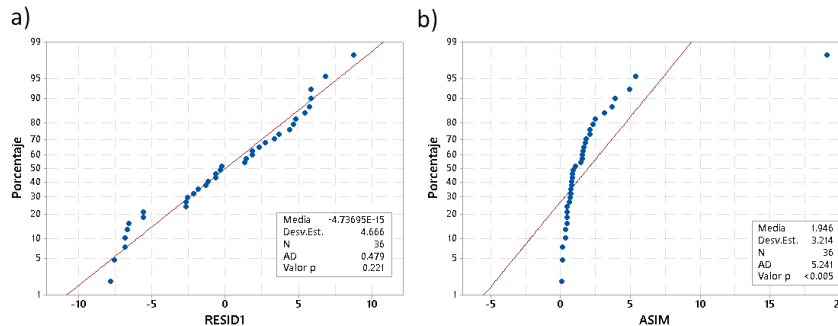 a)
99
95
90
80
70
60
50
40
30
20
10
5
1
Porcentaje
-10
-5
0
5
10
RESID1
Media -4.73695E-15
Desv.Est. 4.666
N 36
AD 0.479
Valor p 0.221
b)
99
95
90
80
70
60
50
40
30
20
10
5
1
Porcentaje
-5
0
5
10
15
20
ASIM
Media 1.946
Desv.Est. 3.214
N 36
AD 5.241
Valor p <0.005